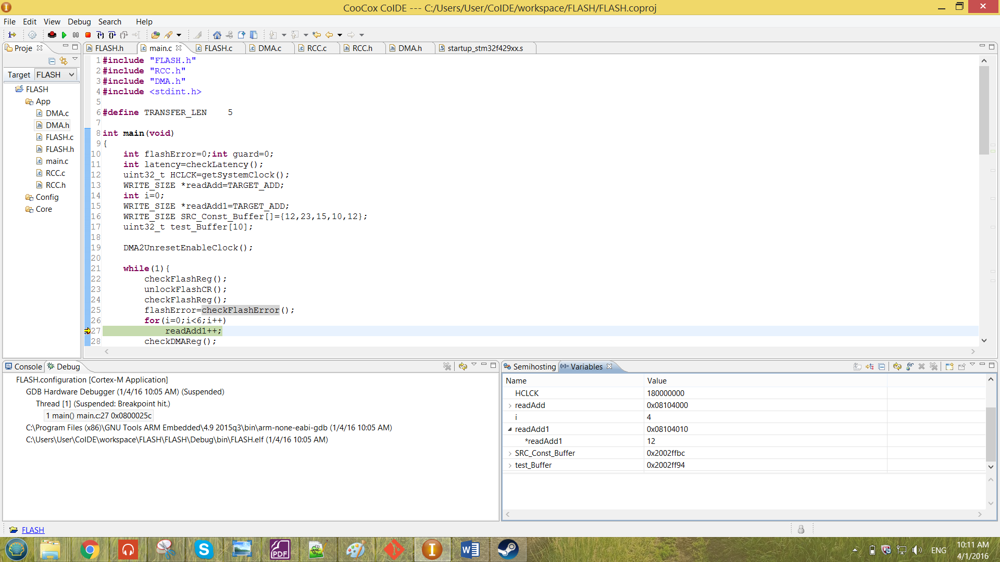 CooCox CoIDE --- C:/Users/User/CoIDE/workspace/FLASH/FLASH.coproj
File Edit View Debug Search Help
Proje
FLASH.h main.c FLASH.c DMA.c RCC.c RCC.h DMA.h startup_stm32f429xx.s
Target FLASH
FLASH
App
DMA.c
DMA.h
FLASH.c
FLASH.h
main.c
RCC.c
RCC.h
Config
Core
1 #include "FLASH.h"
2 #include "RCC.h"
3 #include "DMA.h"
4 #include <stdint.h>
5
6 #define TRANSFER_LEN    5
7
8 int main(void)
9 {
10     int flashError=0;int guard=0;
11     int latency=checkLatency();
12     uint32_t HCLCK=getSystemClock();
13     WRITE_SIZE *readAdd=TARGET_ADD;
14     int i=0;
15     WRITE_SIZE *readAdd1=TARGET_ADD;
16     WRITE_SIZE SRC_Const_Buffer[]={12,23,15,10,12};
17     uint32_t test_Buffer[10];
18
19     DMA2UnresetEnableClock();
20
21     while(1){
22         checkFlashReg();
23         unlockFlashCR();
24         checkFlashReg();
25         flashError=checkFlashError();
26         for(i=0;i<6;i++)
27             readAdd1++;
28         checkDMAReg();
Console Debug
FLASH.configuration [Cortex-M Application]
GDB Hardware Debugger (1/4/16 10:05 AM) (Suspended)
Thread [1] (Suspended: Breakpoint hit.)
1 main() main.c:27 0x0800025c
C:\Program Files (x86)\GNU Tools ARM Embedded\4.9 2015q3\bin\arm-none-eabi-gdb (1/4/16 10:05 AM)
C:\Users\User\CoIDE\workspace\FLASH\FLASH\Debug\bin\FLASH.elf (1/4/16 10:05 AM)
Semihosting Variables
Name Value
HCLCK 180000000
readAdd 0x08104000
i 4
readAdd1 0x08104010
*readAdd1 12
SRC_Const_Buffer 0x2002ffbc
test_Buffer 0x2002ff94
FLASH
PDF
ENG
10:11 AM
4/1/2016